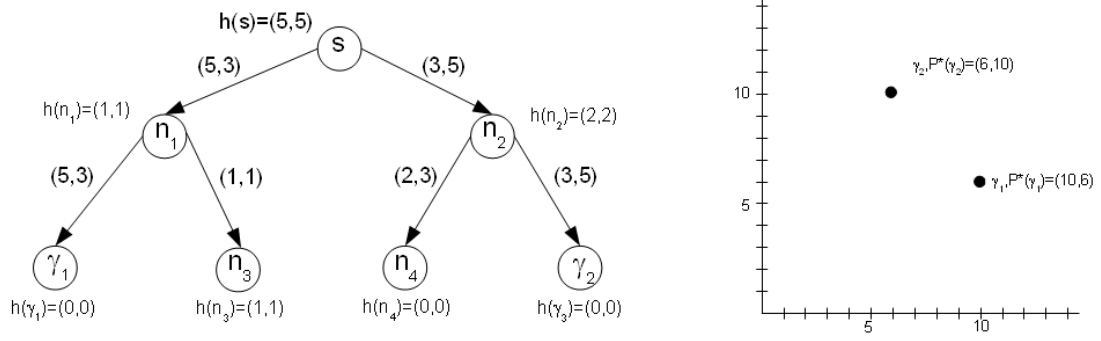 h(s)=(5,5)
s
(5,3)
(3,5)
h(n1)=(1,1)
n1
n2
h(n2)=(2,2)
(5,3)
(1,1)
(2,3)
(3,5)
γ1
n3
n4
γ2
h(γ1)=(0,0)
h(n3)=(1,1)
h(n4)=(0,0)
h(γ3)=(0,0)
γ2,P*(γ2)=(6,10)
10
γ1,P*(γ1)=(10,6)
5
5
10